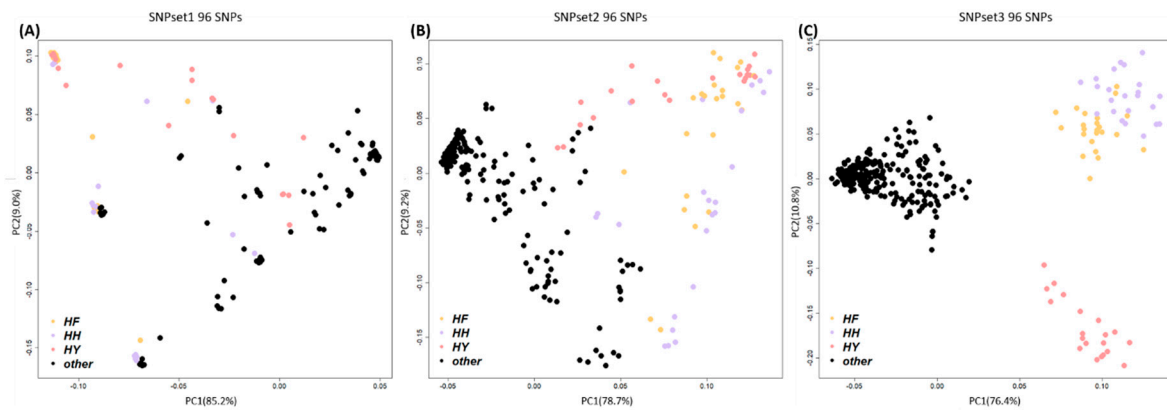 (A)
SNPset1 96 SNPs
PC2(9.0%)
0.10
0.05
0.00
-0.05
-0.10
-0.15
HF
HH
HY
other
-0.10
-0.05
0.00
0.05
PC1(85.2%)
(B)
SNPset2 96 SNPs
PC2(9.2%)
0.10
0.05
0.00
-0.05
-0.10
-0.15
HF
HH
HY
other
-0.05
0.00
0.05
0.10
PC1(78.7%)
(C)
SNPset3 96 SNPs
PC2(10.8%)
0.15
0.10
0.05
0.00
-0.05
-0.10
-0.15
-0.20
HF
HH
HY
other
-0.05
0.00
0.05
0.10
PC1(76.4%)